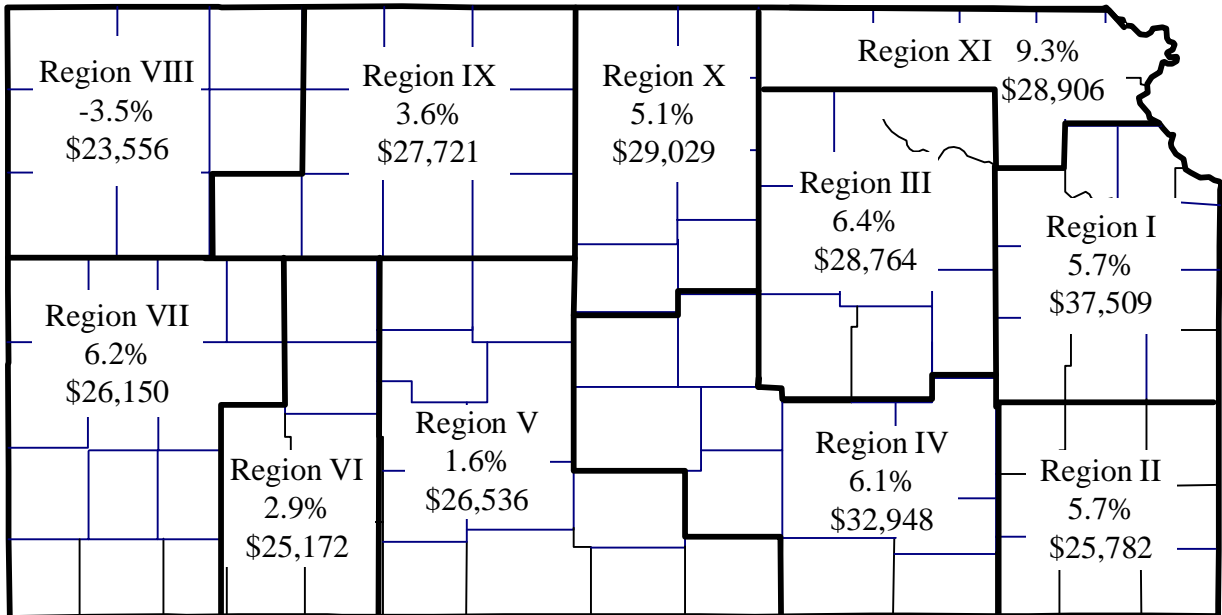 Region VIII
-3.5%
$23,556
Region IX
3.6%
$27,721
Region X
5.1%
$29,029
Region XI 9.3%
$28,906
Region III
6.4%
$28,764
Region I
5.7%
$37,509
Region VII
6.2%
$26,150
Region VI
2.9%
$25,172
Region V
1.6%
$26,536
Region IV
6.1%
$32,948
Region II
5.7%
$25,782